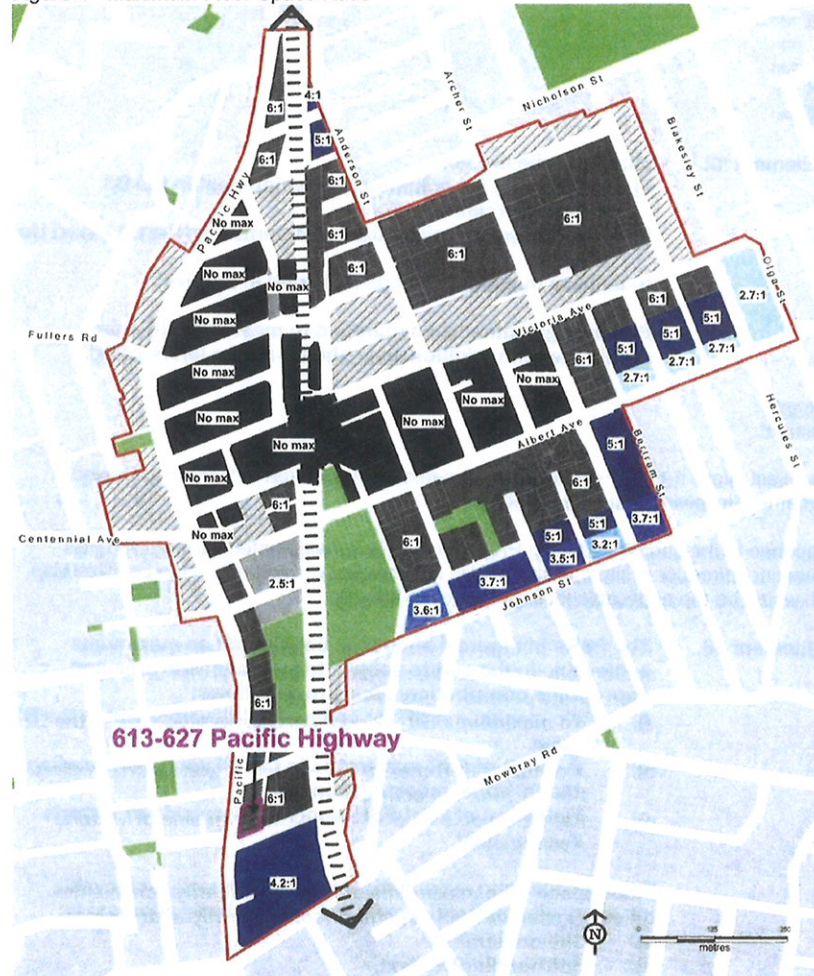 4:1
6:1
5:1
Archer St
Nicholson St
Anderson St
Blakesley St
6:1
6:1
Pacific Hwy
No max
6:1
6:1
6:1
6:1
No max
No max
Olga St
2.7:1
No max
Victoria Ave
6:1
5:1
5:1
5:1
Fullers Rd
2.7:1
2.7:1
2.7:1
6:1
No max
No max
No max
No max
No max
No max
Albert Ave
Hercules St
No max
5:1
Bertram St
6:1
6:1
3.7:1
Centennial Ave
No max
6:1
5:1
5:1
3.2:1
3.5:1
2.5:1
3.7:1
Johnson St
3.6:1
6:1
613-627 Pacific Highway
Mowbray Rd
Pacific
6:1
4.2:1
N
0
metres